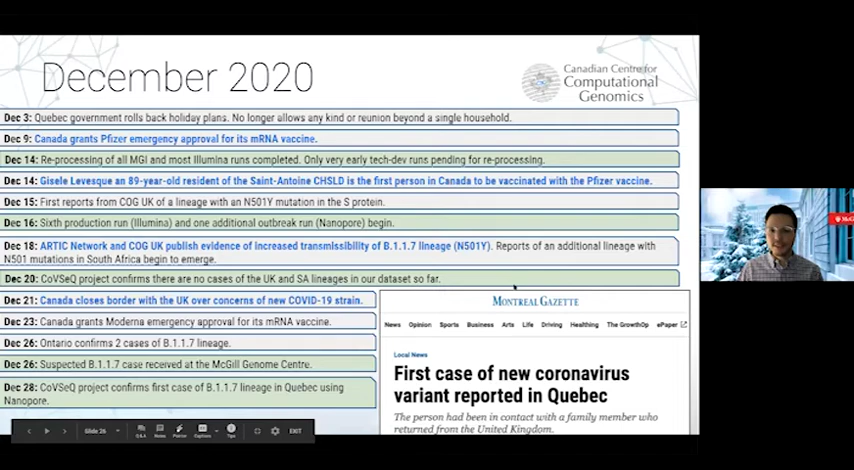 December 2020
Canadian Centre for
Computational
Genomics
Dec 3: Quebec government rolls back holiday plans. No longer allows any kind or reunion beyond a single household.
Dec 9: Canada grants Pfizer emergency approval for its mRNA vaccine.
Dec 14: Re-processing of all MGI and most Illumina runs completed. Only very early tech-dev runs pending for re-processing.
Dec 14: Gisele Levesque an 89-year-old resident of the Saint-Antoine CHSLD is the first person in Canada to be vaccinated with the Pfizer vaccine.
Dec 15: First reports from COG UK of a lineage with an N501Y mutation in the S protein.
Dec 16: Sixth production run (Illumina) and one additional outbreak run (Nanopore) begin.
Dec 18: ARTIC Network and COG UK publish evidence of increased transmissibility of B.1.1.7 lineage (N501Y). Reports of an additional lineage with
N501 mutations in South Africa begin to emerge.
Dec 20: CoVSeQ project confirms there are no cases of the UK and SA lineages in our dataset so far.
Dec 21: Canada closes border with the UK over concerns of new COVID-19 strain.
Dec 23: Canada grants Moderna emergency approval for its mRNA vaccine.
Dec 26: Ontario confirms 2 cases of B.1.1.7 lineage.
Dec 26: Suspected B.1.1.7 case received at the McGill Genome Centre.
Dec 28: CoVSeQ project confirms first case of B.1.1.7 lineage in Quebec using
Nanopore.
MONTREAL GAZETTE
News Opinion Sports Business Arts Life Driving Healthing The GrowthOp ePaper
Local News
First case of new coronavirus
variant reported in Quebec
The person had been in contact with a family member who
returned from the United Kingdom.
Slide 26
Q&A Notes Pointer Captions Tips EXIT